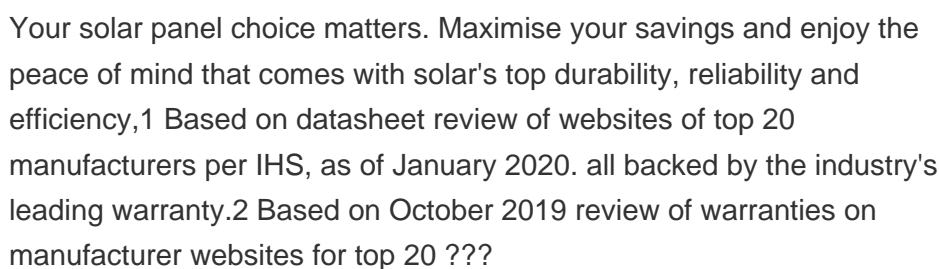 Your solar panel choice matters. Maximise your savings and enjoy the
peace of mind that comes with solar's top durability, reliability and
efficiency,1 Based on datasheet review of websites of top 20
manufacturers per IHS, as of January 2020. all backed by the industry's
leading warranty.2 Based on October 2019 review of warranties on
manufacturer websites for top 20 ???